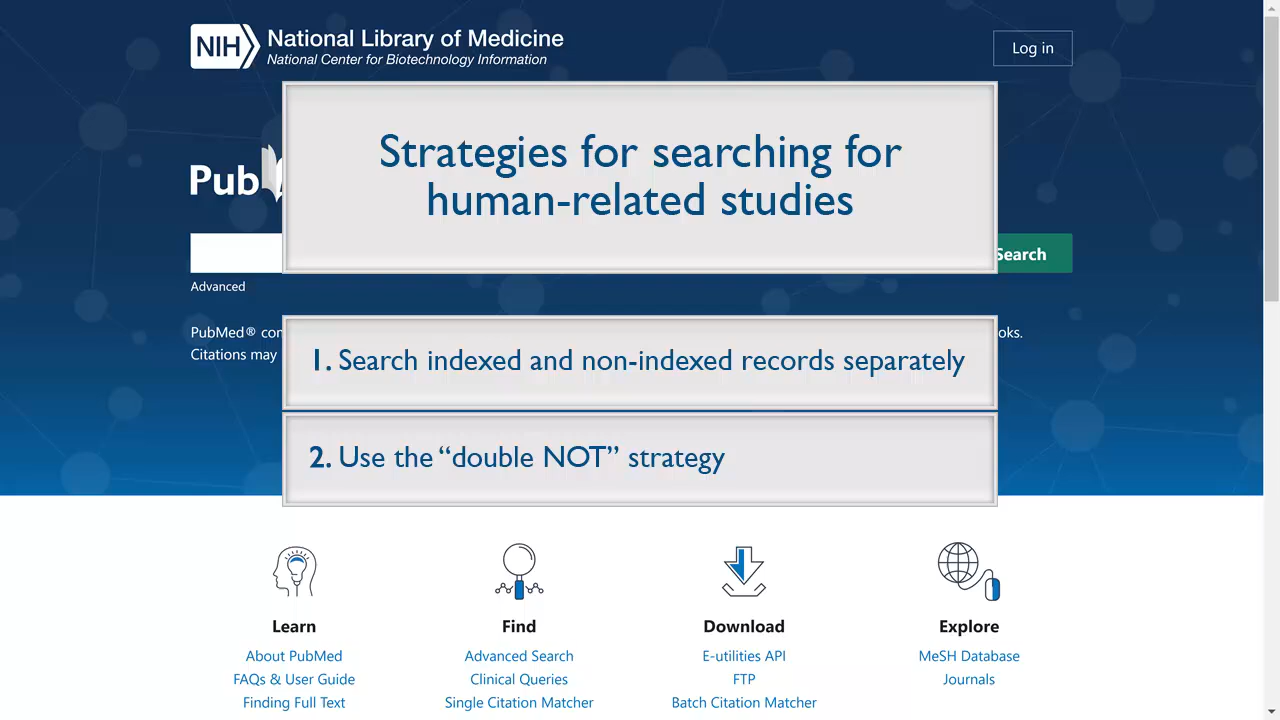 NIH National Library of Medicine
National Center for Biotechnology Information
Log in
Strategies for searching for
human-related studies
Pub
Search
Advanced
PubMed® con
ooks.
Citations may
1. Search indexed and non-indexed records separately
2. Use the “double NOT” strategy
Learn
Find
Download
Explore
About PubMed
Advanced Search
E-utilities API
MeSH Database
FAQs & User Guide
Clinical Queries
FTP
Journals
Finding Full Text
Single Citation Matcher
Batch Citation Matcher